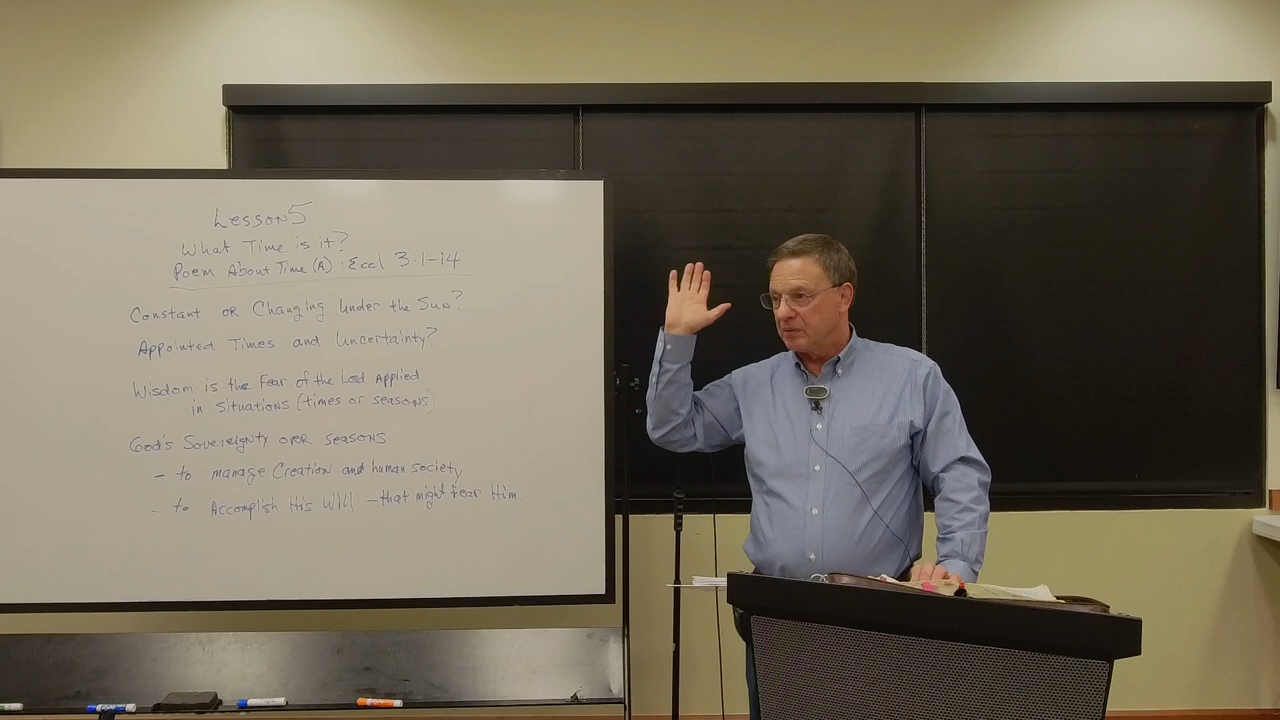 Lesson 5
What Time is it?
Poem About Time (A) : Eccl 3:1-14
Constant or Changing Under the Sun?
Appointed Times and Uncertainty?
Wisdom is the Fear of the Lord Applied
in Situations (times or seasons)
God's Sovereignty over seasons
- to manage Creation and human society
- to Accomplish His Will - that might fear Him.